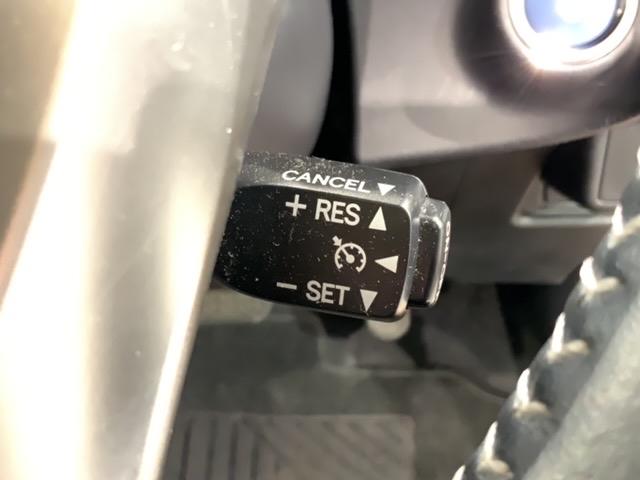 CANCEL ▼
+ RES ▲
◀
− SET ▼